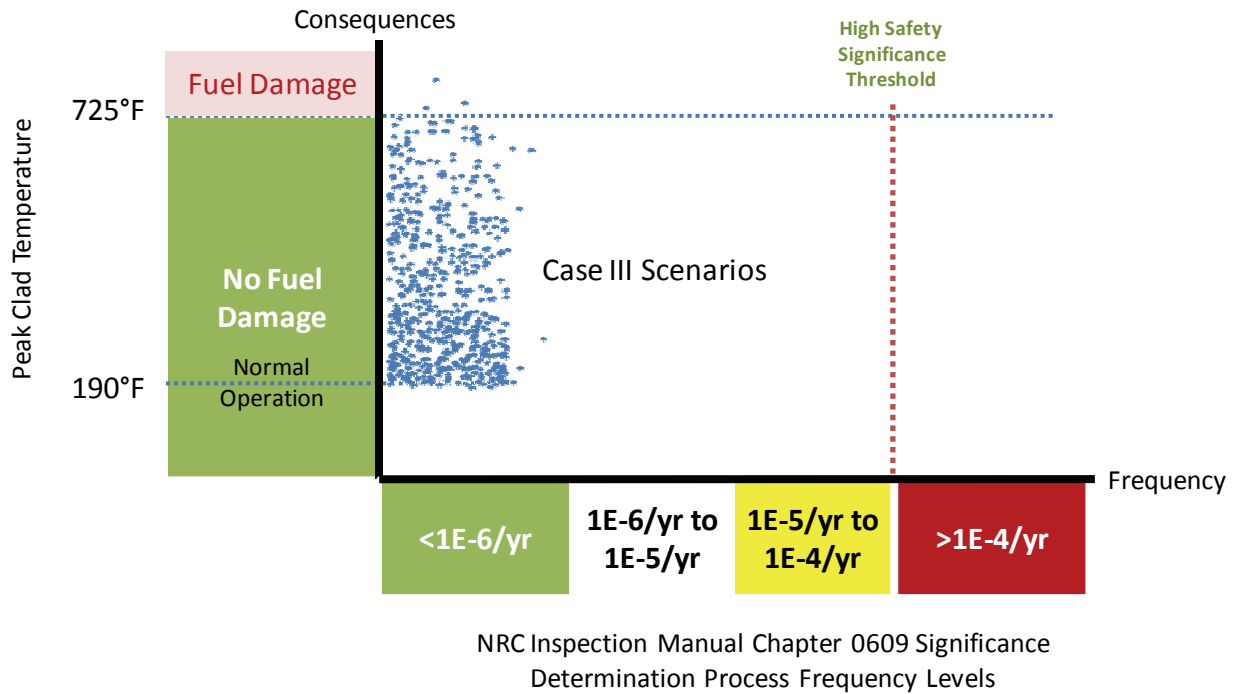 Consequences
High Safety
Significance
Threshold
Fuel Damage
725°F
Peak Clad Temperature
No Fuel
Damage
Case III Scenarios
Normal
190°F
Operation
Frequency
<1E-6/yr
1E-6/yr to
1E-5/yr
1E-5/yr to
1E-4/yr
>1E-4/yr
NRC Inspection Manual Chapter 0609 Significance
Determination Process Frequency Levels